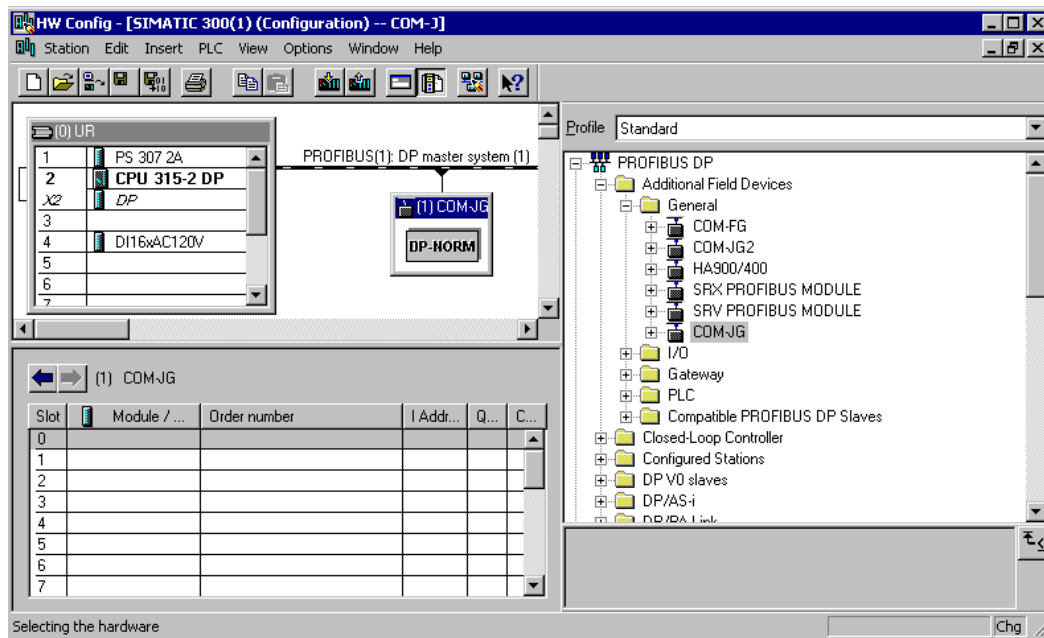 HW Config - [SIMATIC 300(1) (Configuration) -- COM-J]
Station Edit Insert PLC View Options Window Help
(0) UR
1 PS 307 2A
2 CPU 315-2 DP
X2 DP
3
4 DI16xAC120V
5
6
7
PROFIBUS(1): DP master system (1)
(1) COM-JG
DP-NORM
Profile Standard
PROFIBUS DP
Additional Field Devices
General
COM-FG
COM-JG2
HA900/400
SRX PROFIBUS MODULE
SRV PROFIBUS MODULE
COM-JG
I/O
Gateway
PLC
Compatible PROFIBUS DP Slaves
Closed-Loop Controller
Configured Stations
DP V0 slaves
DP/AS-i
DP/PA Link
(1) COM-JG
Slot Module / ... Order number I Addr... Q... C...
0
1
2
3
4
5
6
7
Selecting the hardware
Chg